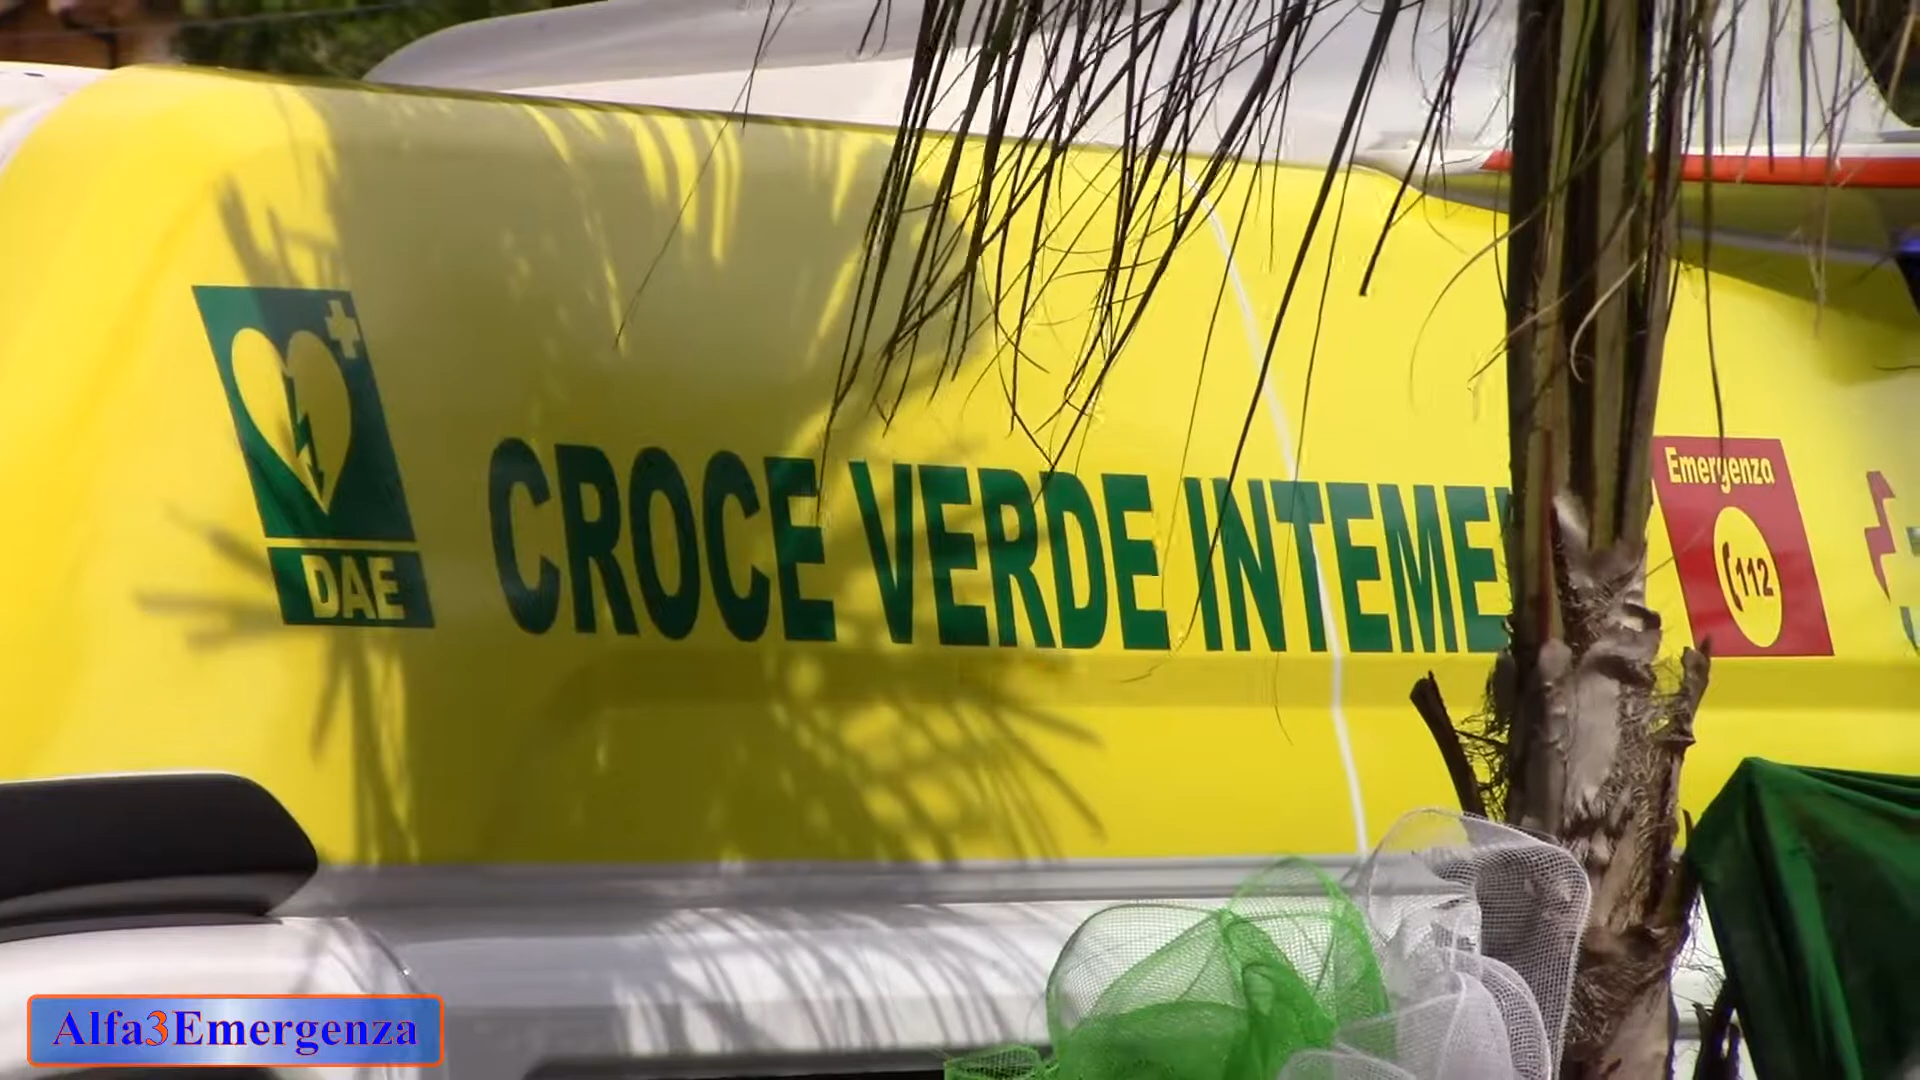 DAE
CROCE VERDE INTEME
Emergenza
112
Alfa3Emergenza